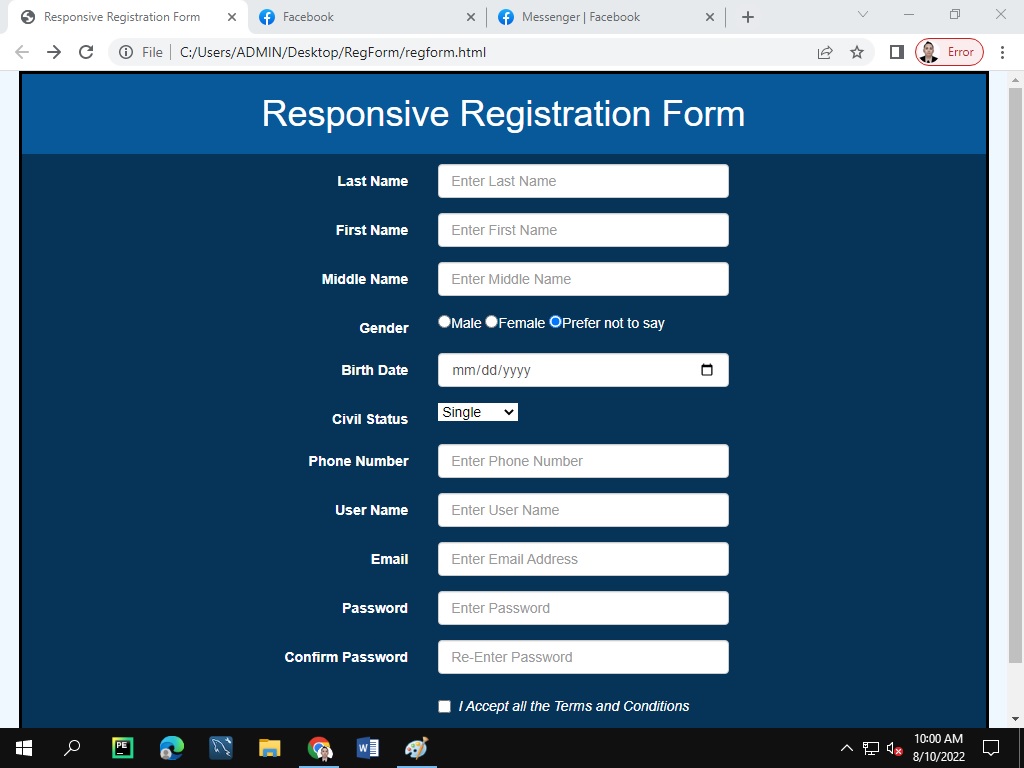 Responsive Registration Form
Facebook
Messenger | Facebook
File
C:/Users/ADMIN/Desktop/RegForm/regform.html
Error
Responsive Registration Form
Last Name
Enter Last Name
First Name
Enter First Name
Middle Name
Enter Middle Name
Gender
Male Female Prefer not to say
Birth Date
mm/dd/yyyy
Civil Status
Single
Phone Number
Enter Phone Number
User Name
Enter User Name
Email
Enter Email Address
Password
Enter Password
Confirm Password
Re-Enter Password
I Accept all the Terms and Conditions
PE
W
10:00 AM
8/10/2022